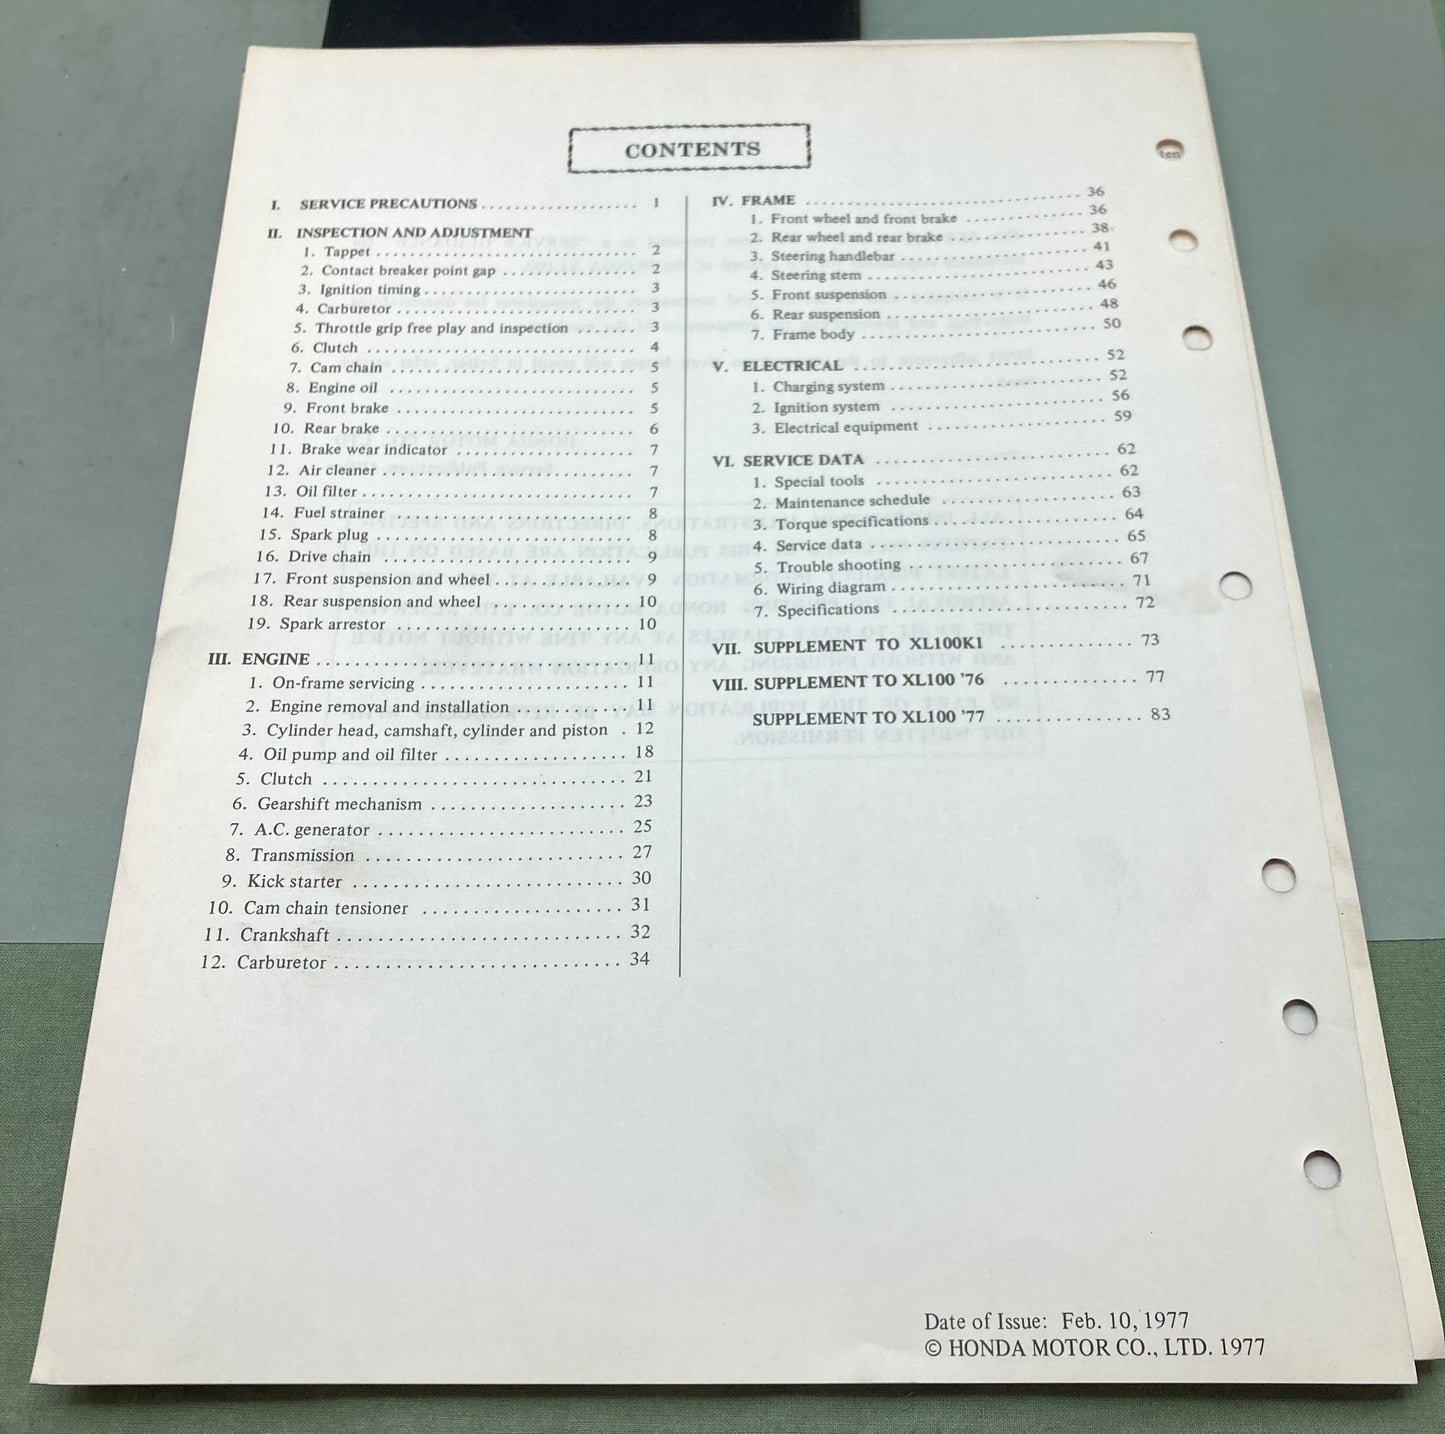 CONTENTS
I. SERVICE PRECAUTIONS ................... 1
II. INSPECTION AND ADJUSTMENT
1. Tappet ................................ 2
2. Contact breaker point gap ................ 2
3. Ignition timing .......................... 3
4. Carburetor ............................. 3
5. Throttle grip free play and inspection ....... 3
6. Clutch ................................ 4
7. Cam chain .............................. 5
8. Engine oil .............................. 5
9. Front brake ............................. 5
10. Rear brake .............................. 6
11. Brake wear indicator ...................... 7
12. Air cleaner .............................. 7
13. Oil filter ................................ 7
14. Fuel strainer ............................. 8
15. Spark plug .............................. 8
16. Drive chain .............................. 9
17. Front suspension and wheel ................ 9
18. Rear suspension and wheel ................. 10
19. Spark arrestor ............................ 10
III. ENGINE .................................. 11
1. On-frame servicing ......................... 11
2. Engine removal and installation ............. 11
3. Cylinder head, camshaft, cylinder and piston . 12
4. Oil pump and oil filter ................... 18
5. Clutch ............................... 21
6. Gearshift mechanism .................... 23
7. A.C. generator ......................... 25
8. Transmission .......................... 27
9. Kick starter ........................... 30
10. Cam chain tensioner .................... 31
11. Crankshaft ............................ 32
12. Carburetor ............................ 34
IV. FRAME .................................. 36
1. Front wheel and front brake .............. 36
2. Rear wheel and rear brake ................ 38
3. Steering handlebar ....................... 41
4. Steering stem ........................... 43
5. Front suspension ........................ 46
6. Rear suspension ......................... 48
7. Frame body ............................. 50
V. ELECTRICAL .............................. 52
1. Charging system ......................... 52
2. Ignition system .......................... 56
3. Electrical equipment ..................... 59
VI. SERVICE DATA ............................ 62
1. Special tools ............................ 62
2. Maintenance schedule .................... 63
3. Torque specifications ..................... 64
4. Service data ............................. 65
5. Trouble shooting ......................... 67
6. Wiring diagram ........................... 71
7. Specifications ........................... 72
VII. SUPPLEMENT TO XL100K1 .............. 73
VIII. SUPPLEMENT TO XL100 '76 .............. 77
SUPPLEMENT TO XL100 '77 ............... 83
ten
Date of Issue: Feb. 10, 1977
© HONDA MOTOR CO., LTD. 1977